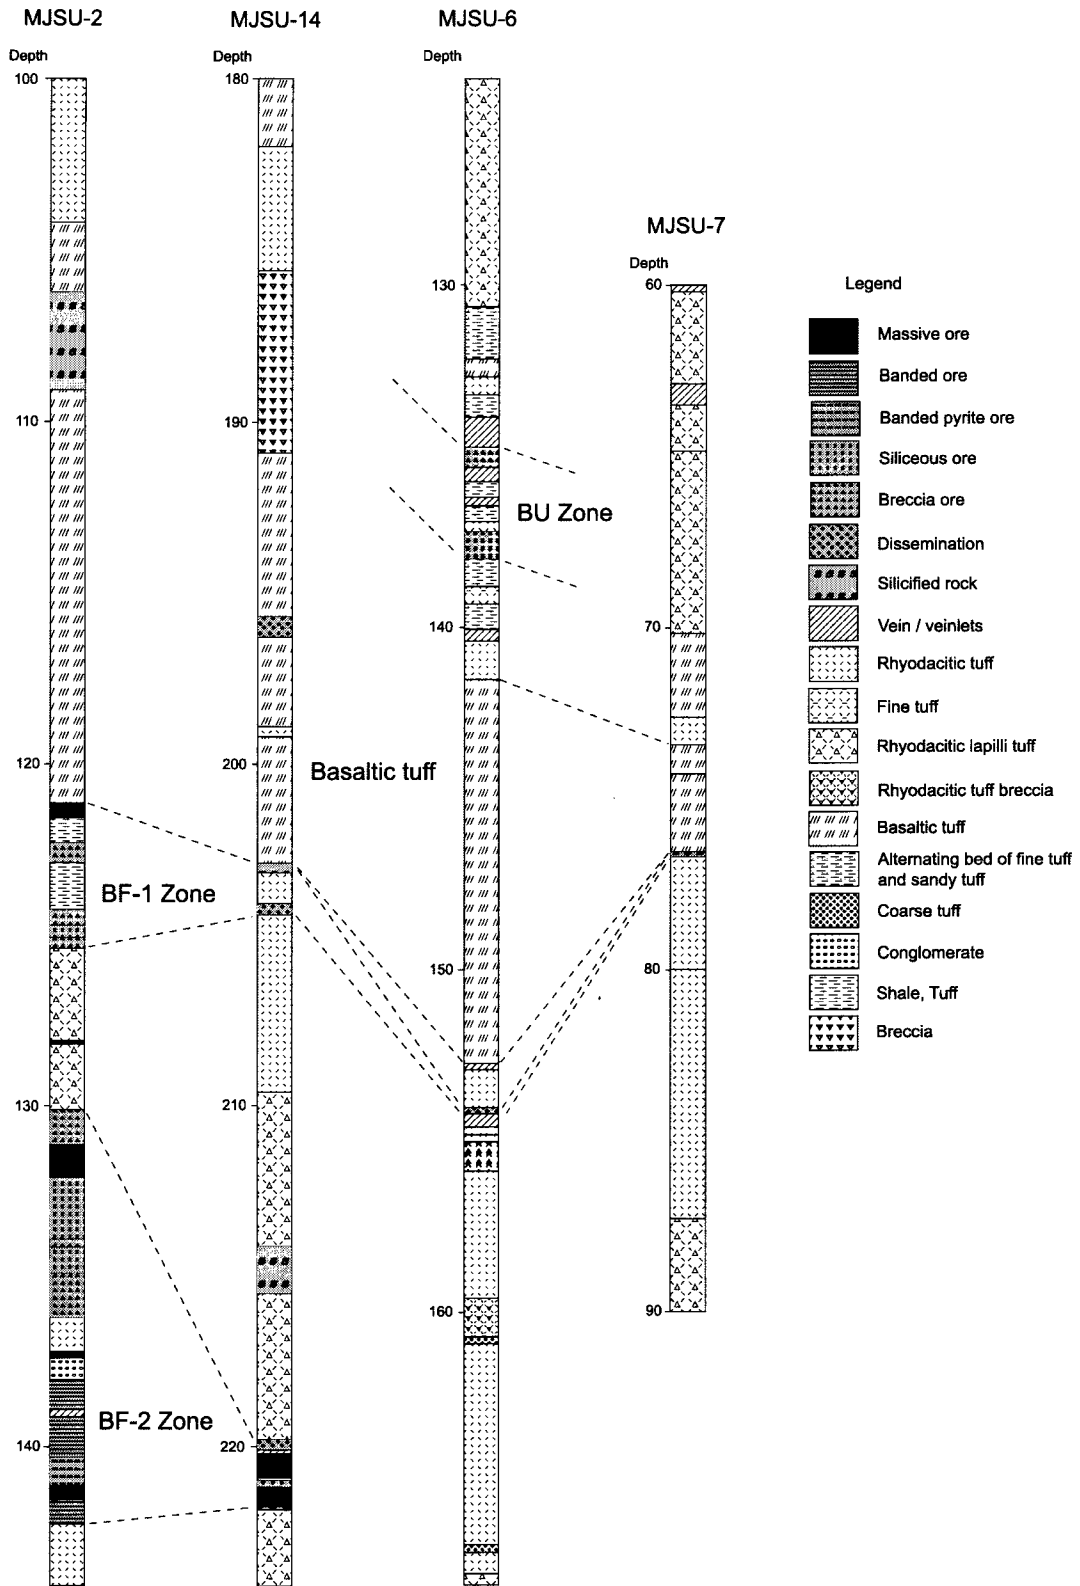 MJSU-2
Depth
100
110
120
130
140
MJSU-14
Depth
180
190
200
210
220
MJSU-6
Depth
130
140
150
160
MJSU-7
Depth
60
70
80
90
BU Zone
Basaltic tuff
BF-1 Zone
BF-2 Zone
Legend
Massive ore
Banded ore
Banded pyrite ore
Siliceous ore
Breccia ore
Dissemination
Silicified rock
Vein / veinlets
Rhyodacitic tuff
Fine tuff
Rhyodacitic lapilli tuff
Rhyodacitic tuff breccia
Basaltic tuff
Alternating bed of fine tuff
and sandy tuff
Coarse tuff
Conglomerate
Shale, Tuff
Breccia